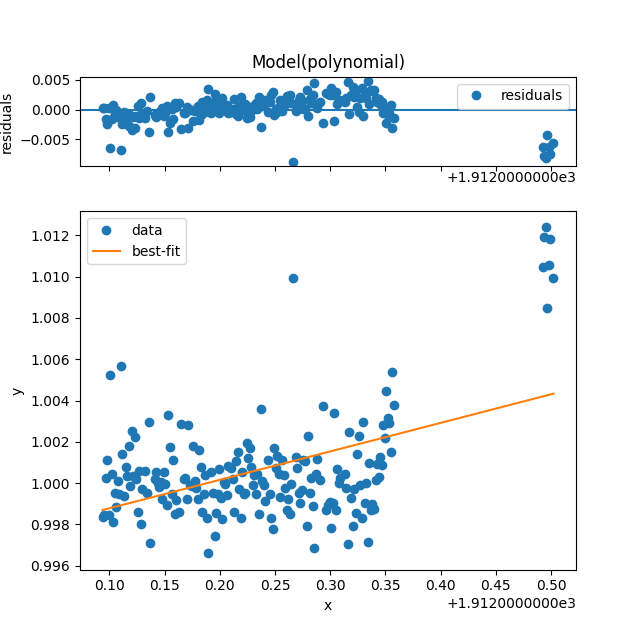 Model(polynomial)
0.005
0.000
−0.005
residuals
residuals
+1.9120000000e3
1.012
1.010
1.008
1.006
1.004
1.002
1.000
0.998
0.996
y
data
best-fit
0.10 0.15 0.20 0.25 0.30 0.35 0.40 0.45 0.50
x
+1.9120000000e3